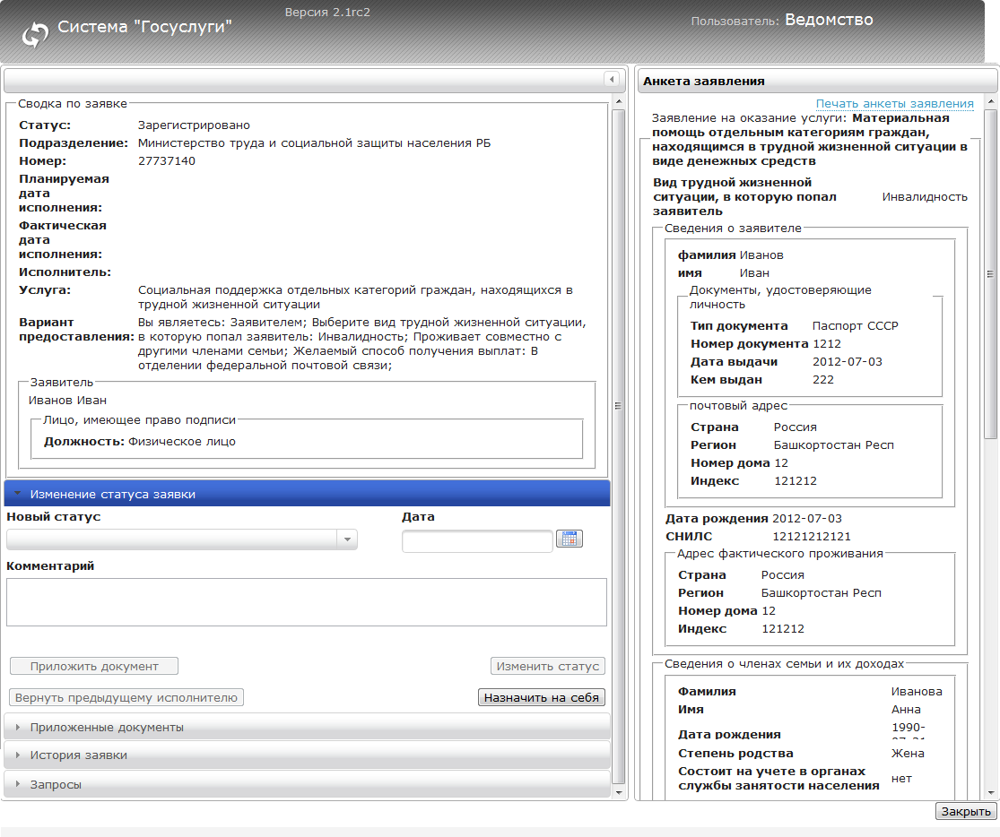 Система "Госуслуги"
Версия 2.1rc2
Пользователь: Ведомство
Сводка по заявке
Статус: Зарегистрировано
Подразделение: Министерство труда и социальной защиты населения РБ
Номер: 27737140
Планируемая
дата
исполнения:
Фактическая
дата
исполнения:
Исполнитель:
Услуга: Социальная поддержка отдельных категорий граждан, находящихся в
трудной жизненной ситуации
Вариант Вы являетесь: Заявителем; Выберите вид трудной жизненной ситуации,
предоставления: в которую попал заявитель: Инвалидность; Проживает совместно с
другими членами семьи; Желаемый способ получения выплат: В
отделении федеральной почтовой связи;
Заявитель
Иванов Иван
Лицо, имеющее право подписи
Должность: Физическое лицо
Изменение статуса заявки
Новый статус Дата
Комментарий
Приложить документ Изменить статус
Вернуть предыдущему исполнителю Назначить на себя
Приложенные документы
История заявки
Запросы
Анкета заявления
Печать анкеты заявления
Заявление на оказание услуги: Материальная
помощь отдельным категориям граждан,
находящимся в трудной жизненной ситуации в
виде денежных средств
Вид трудной жизненной
ситуации, в которую попал Инвалидность
заявитель
Сведения о заявителе
фамилия Иванов
имя Иван
Документы, удостоверяющие
личность
Тип документа Паспорт СССР
Номер документа 1212
Дата выдачи 2012-07-03
Кем выдан 222
почтовый адрес
Страна Россия
Регион Башкортостан Респ
Номер дома 12
Индекс 121212
Дата рождения 2012-07-03
СНИЛС 12121212121
Адрес фактического проживания
Страна Россия
Регион Башкортостан Респ
Номер дома 12
Индекс 121212
Сведения о членах семьи и их доходах
Фамилия Иванова
Имя Анна
Дата рождения 1990-
Степень родства Жена
Состоит на учете в органах
службы занятости населения нет
Закрыть